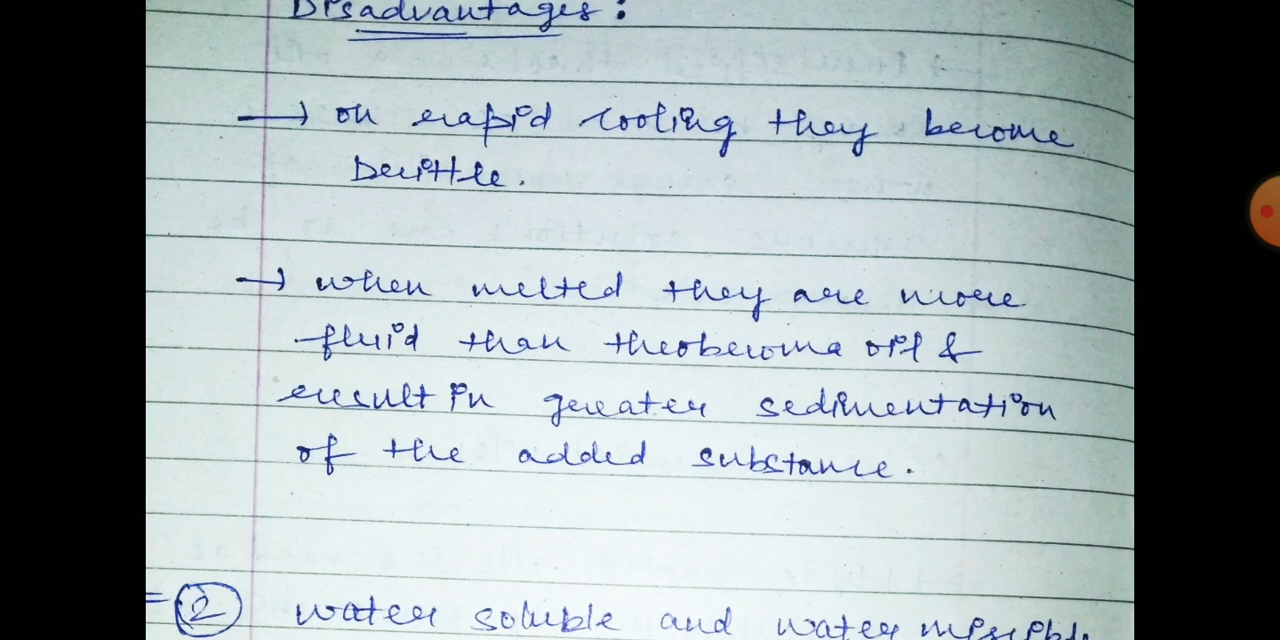 Disadvantages :
→ on rapid cooling they become
Brittle.
→ when melted they are more
fluid than theobroma oil &
result in greater sedimentation
of the added substance.
= 2 water soluble and water miscible